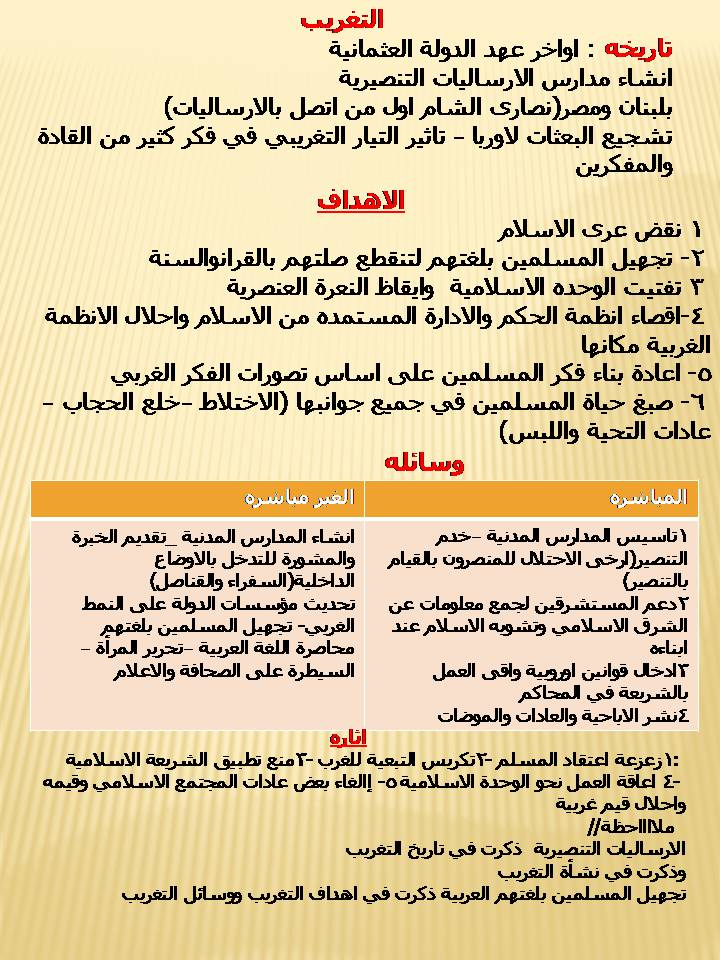 التغريب
تاريخه : اواخر عهد الدولة العثمانية
انشاء مدارس الارساليات التنصيرية
بلبنان ومصر(نصارى الشام اول من اتصل بالارساليات)
تشجيع البعثات لاوربا – تاثير التيار التغريبي في فكر كثير من القادة
والمفكرين
الاهداف
١ نقض عرى الاسلام
٢- تجهيل المسلمين بلغتهم لتنقطع صلتهم بالقرانوالسنة
٣ تفتيت الوحده الاسلامية وايقاظ النعرة العنصرية
٤-اقصاء انظمة الحكم والادارة المستمده من الاسلام واحلال الانظمة
الغربية مكانها
٥- اعادة بناء فكر المسلمين على اساس تصورات الفكر الغربي
٦- صبغ حياة المسلمين في جميع جوانبها (الاختلاط –خلع الحجاب –
عادات التحية واللبس)
وسائله
المباشره
١تاسيس المدارس المدنية –خدم
التنصير(ارخى الاحتلال للمنصرون بالقيام
بالتنصير)
٢دعم المستشرقين لجمع معلومات عن
الشرق الاسلامي وتشويه الاسلام عند
ابناءه
٣ادخال قوانين اوروبية واقى العمل
بالشريعة في المحاكم
٤نشر الاباحية والعادات والموضات
الغير مباشره
انشاء المدارس المدنية _تقديم الخبرة
والمشورة للتدخل بالاوضاع
الداخلية(السفراء والقناصل)
تحديث مؤسسات الدولة على النمط
الغربي- تجهيل المسلمين بلغتهم
محاصرة اللغة العربية –تحرير المرأة –
السيطرة على الصحافة والاعلام
اثاره
:١زعزعة اعتقاد المسلم -٢تكريس التبعية للغرب -٣منع تطبيق الشريعة الاسلامية
-٤ اعاقة العمل نحو الوحدة الاسلامية٥- إالغاء بعض عادات المجتمع الاسلامي وقيمه
واحلال قيم غربية
ملااااحظة//
الارساليات التنصيرية ذكرت في تاريخ التغريب
وذكرت في نشأة التغريب
تجهيل المسلمين بلغتهم العربية ذكرت في اهداف التغريب ووسائل التغريب